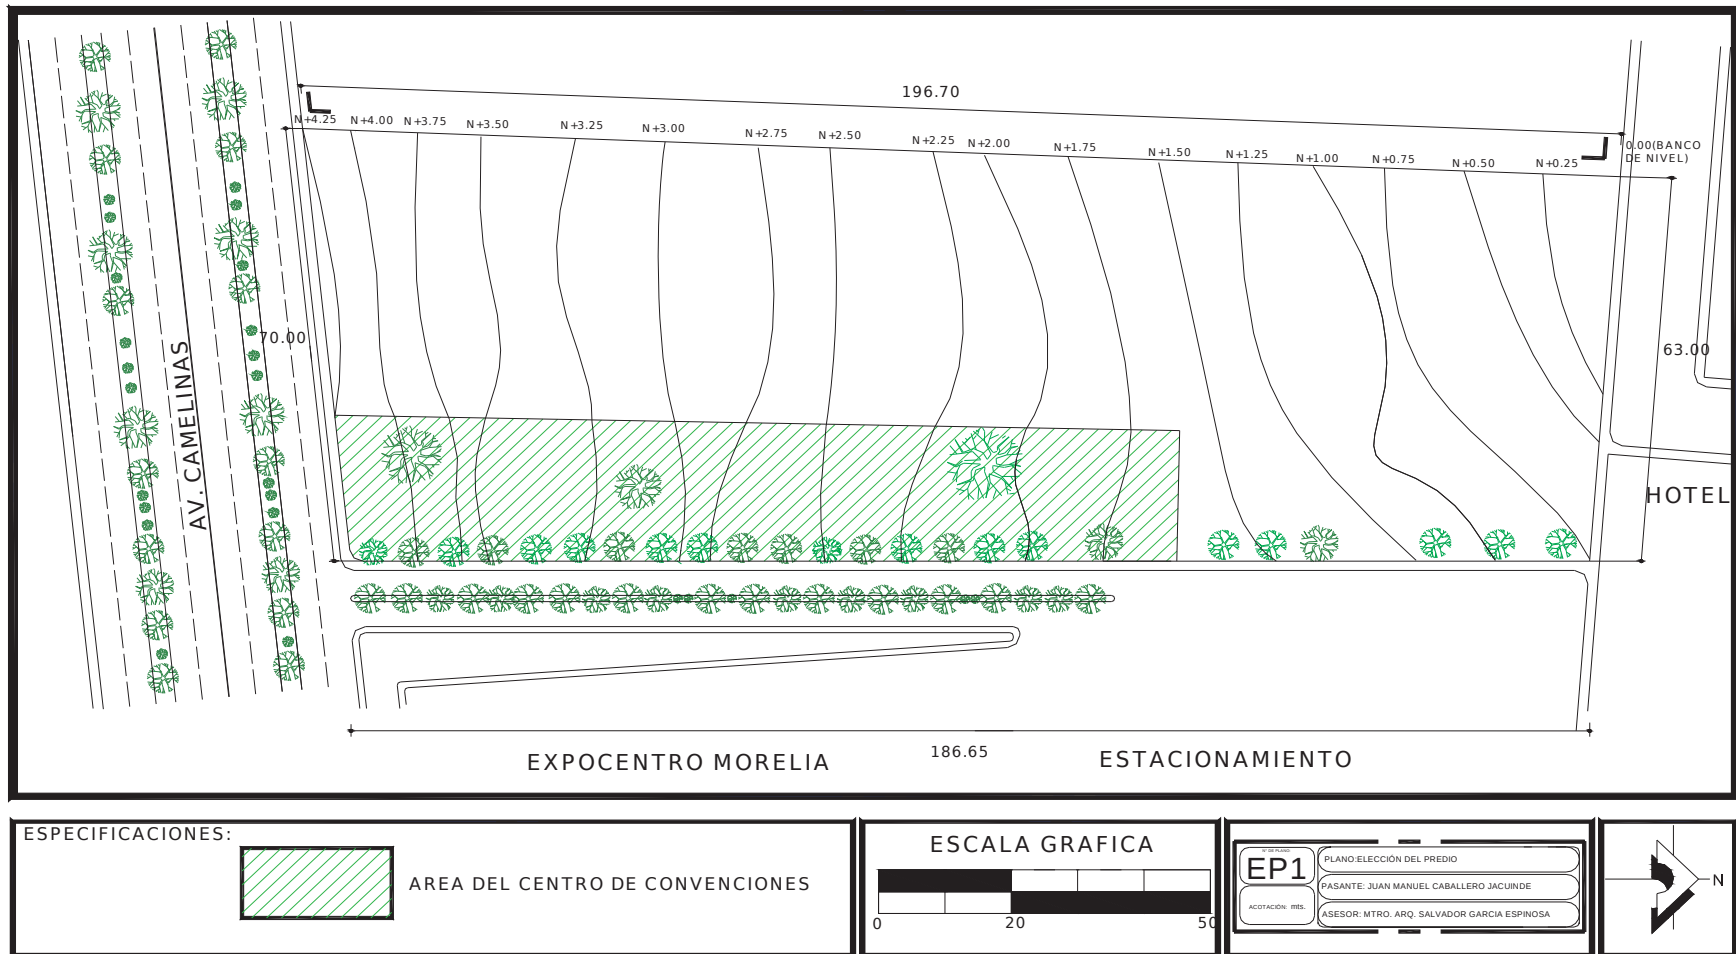 196.70
N+4.25 N+4.00 N+3.75 N+3.50 N+3.25 N+3.00 N+2.75 N+2.50 N+2.25 N+2.00 N+1.75 N+1.50 N+1.25 N+1.00 N+0.75 N+0.50 N+0.25
0.00(BANCO
DE NIVEL)
70.00
63.00
AV. CAMELINAS
HOTEL
186.65
EXPOCENTRO MORELIA
ESTACIONAMIENTO
ESPECIFICACIONES:
AREA DEL CENTRO DE CONVENCIONES
ESCALA GRAFICA
0 20 50
N° DE PLANO:
EP1
ACOTACIÓN: mts.
PLANO:ELECCIÓN DEL PREDIO
PASANTE: JUAN MANUEL CABALLERO JACUINDE
ASESOR: MTRO. ARQ. SALVADOR GARCIA ESPINOSA
N